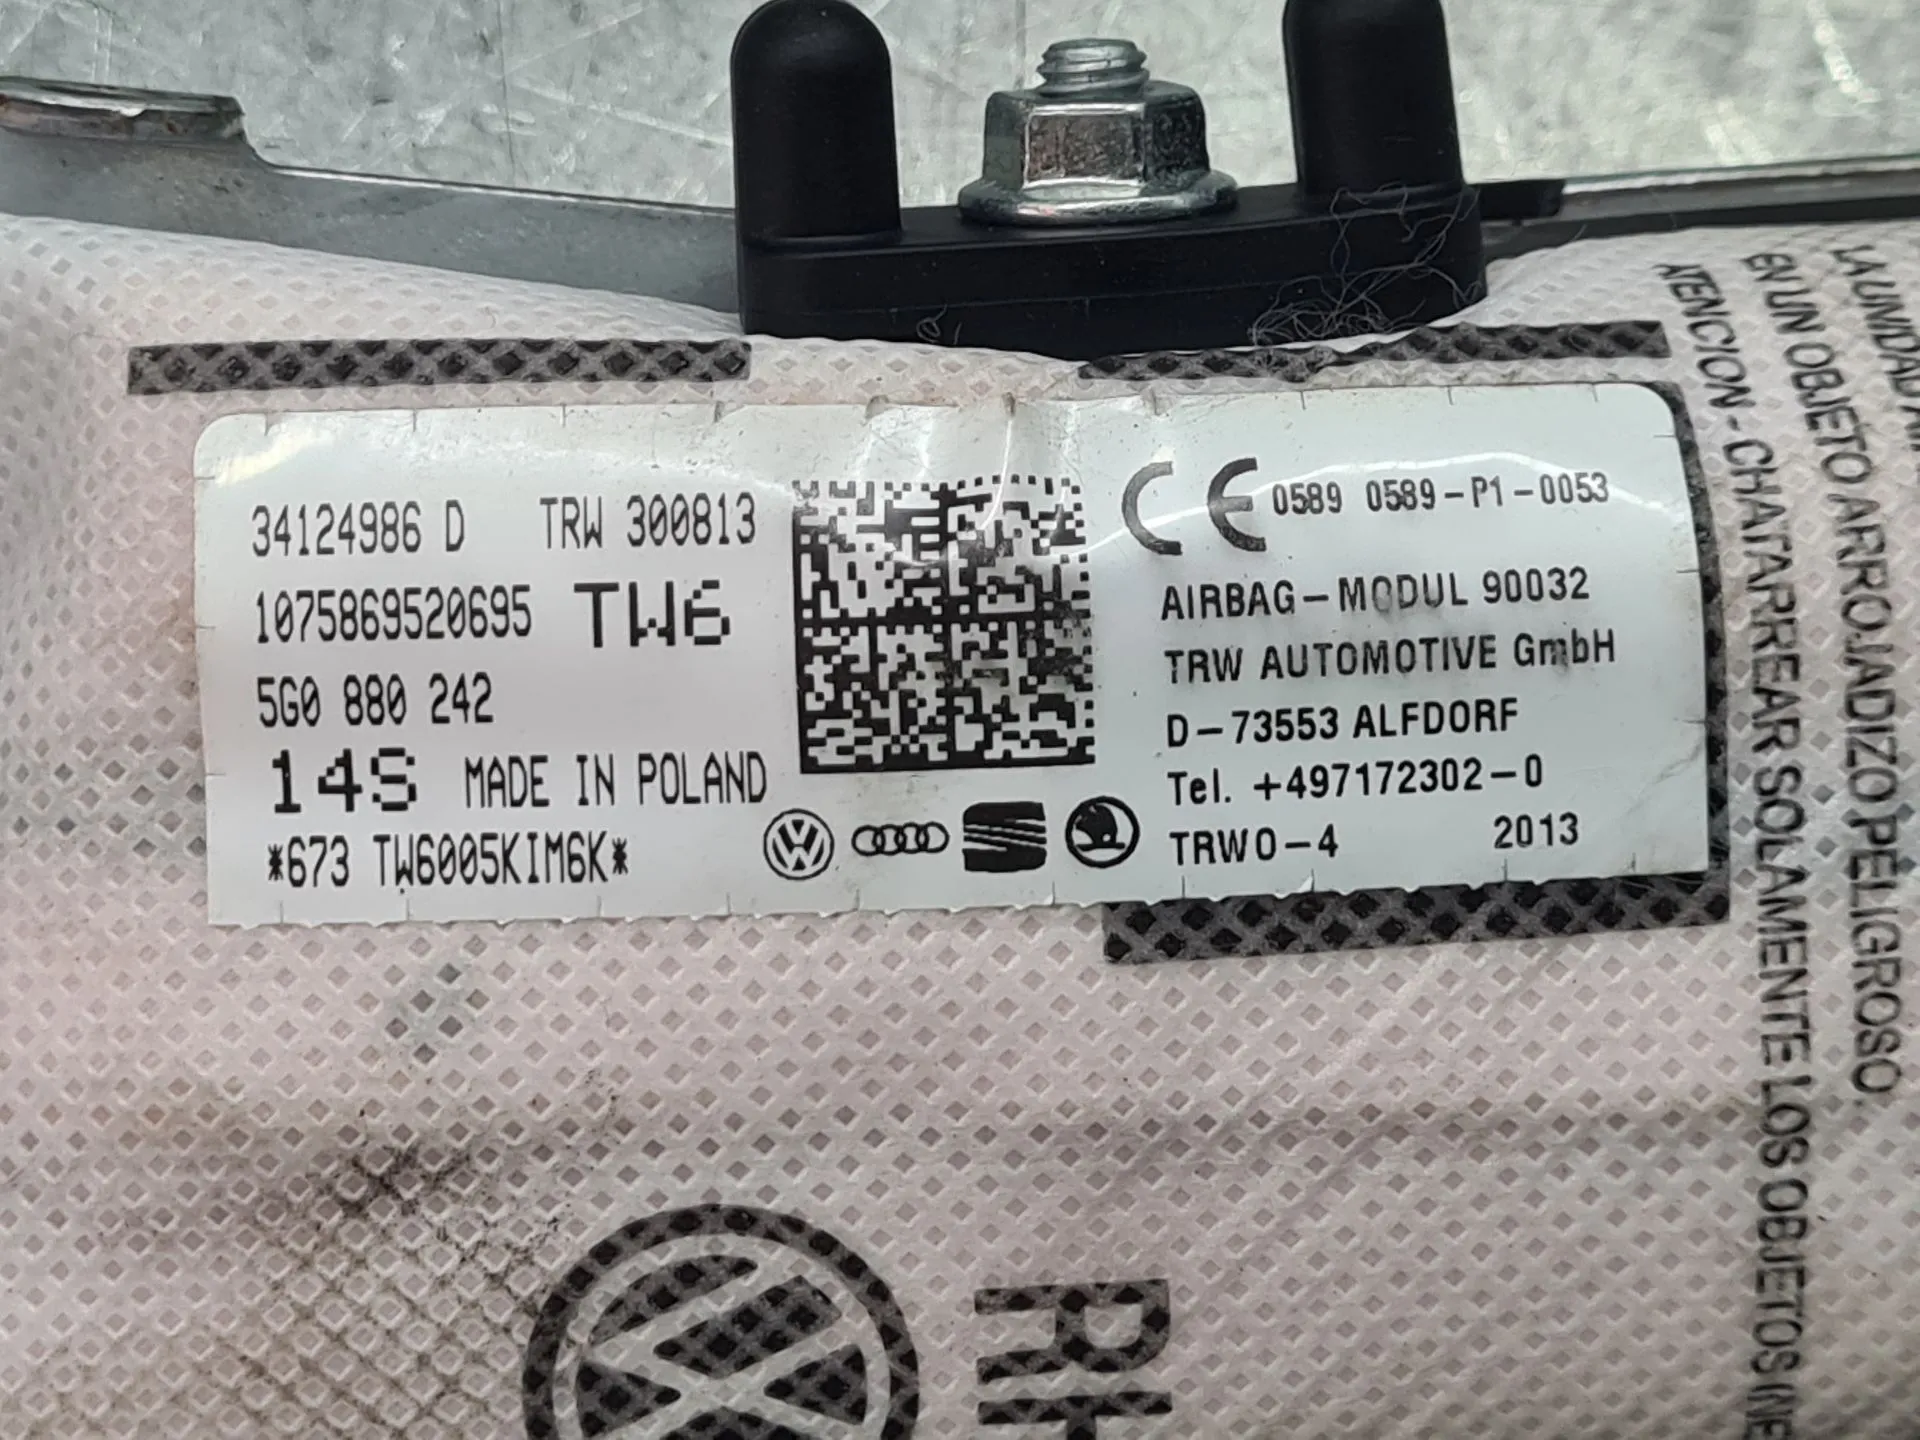 34124986 D TRW 300813
1075869520695 TW6
5G0 880 242
14S MADE IN POLAND
*673 TW6005KIM6K*
CE 0589 0589-P1-0053
AIRBAG-MODUL 90032
TRW AUTOMOTIVE GmbH
D-73553 ALFDORF
Tel. +497172302-0
TRWO-4 2013
ATENCION-CHATARREAR SOLAMENTE LOS OBJETOS
EN UN OBJETO ARROJADIZO PELIGROSO.
LA UNIDAD